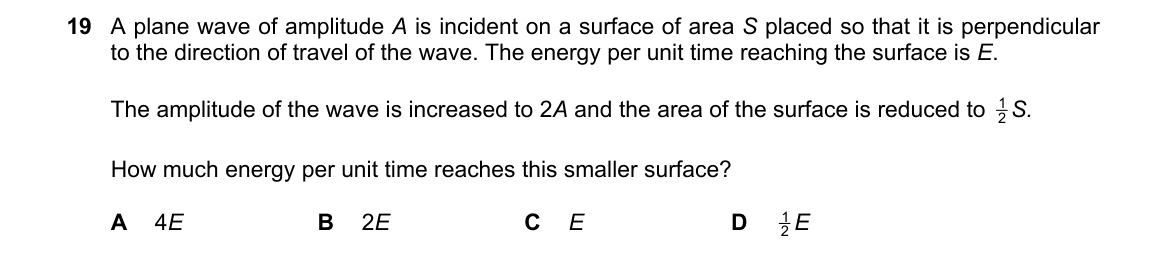 19 A plane wave of amplitude A is incident on a surface of area S placed so that it is perpendicular
to the direction of travel of the wave. The energy per unit time reaching the surface is E.
The amplitude of the wave is increased to 2A and the area of the surface is reduced to ½S.
How much energy per unit time reaches this smaller surface?
A 4E B 2E C E D ½E